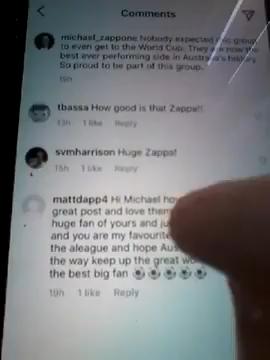 Comments
michael_zappone Nobody expected this group
to even get to the World Cup. They are now the
best ever performing side in Australia's history.
So proud to be part of this group.
19h
tbassa How good is that Zappa!!
13h 1 like Reply
svmharrison Huge Zappa!
15h 1 like Reply
mattdapp4 Hi Michael
great post and love
huge fan of yours and
and you are my favourite
the aleague and hope
the way keep up the great
the best big fan ⚽⚽⚽⚽⚽
19h 1 like Reply